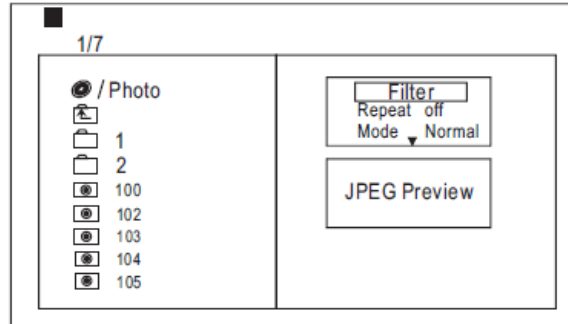 1/7
/ Photo
1
2
100
102
103
104
105
Filter
Repeat off
Mode Normal
JPEG Preview